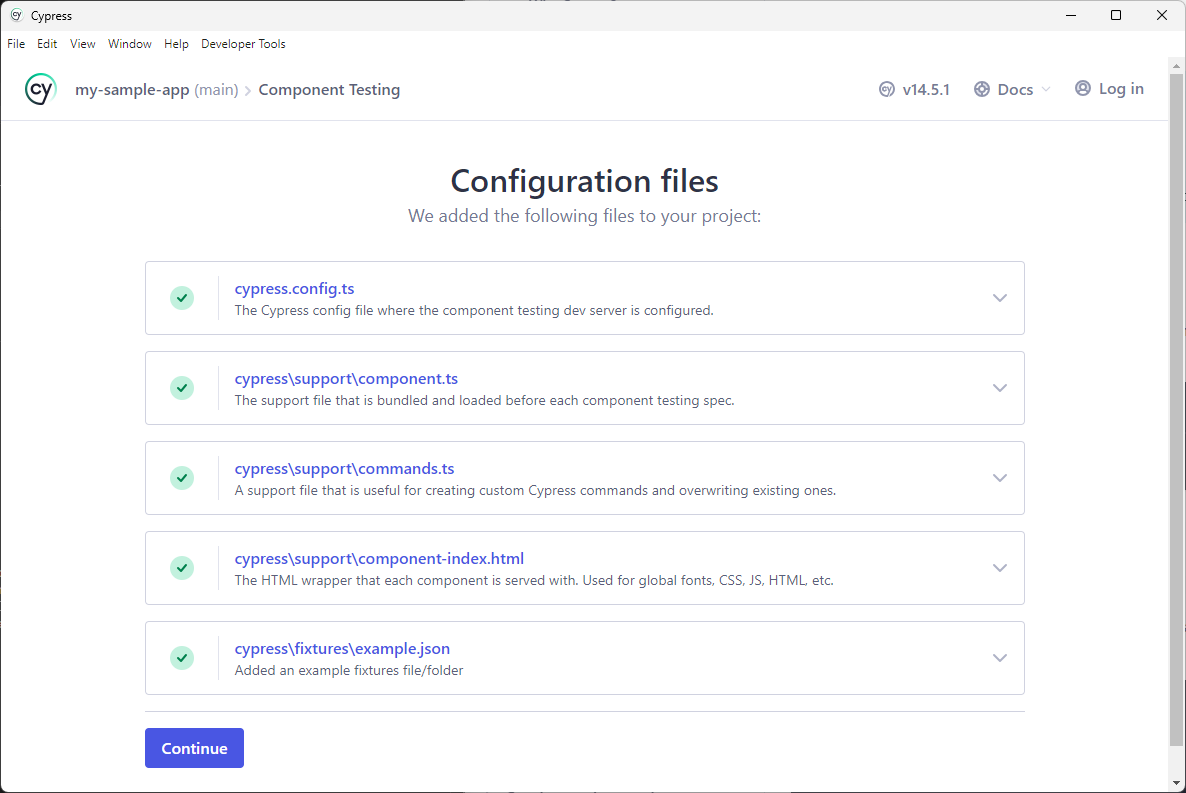 Cypress
File Edit View Window Help Developer Tools
cy my-sample-app (main) Component Testing v14.5.1 Docs Log in
Configuration files
We added the following files to your project:
cypress.config.ts
The Cypress config file where the component testing dev server is configured.
cypress\support\component.ts
The support file that is bundled and loaded before each component testing spec.
cypress\support\commands.ts
A support file that is useful for creating custom Cypress commands and overwriting existing ones.
cypress\support\component-index.html
The HTML wrapper that each component is served with. Used for global fonts, CSS, JS, HTML, etc.
cypress\fixtures\example.json
Added an example fixtures file/folder
Continue